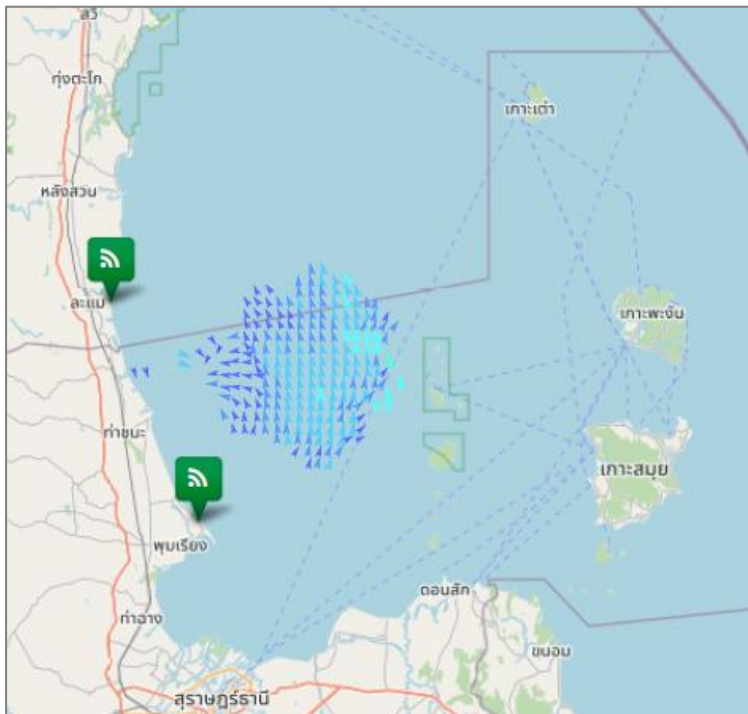 สวี
ทุ่งตะโก
เกาะเต่า
หลังสวน
ละแม
เกาะพะงัน
ท่าชนะ
เกาะสมุย
พุมเรียง
ดอนสัก
ท่าฉาง
ขนอม
สุราษฎร์ธานี